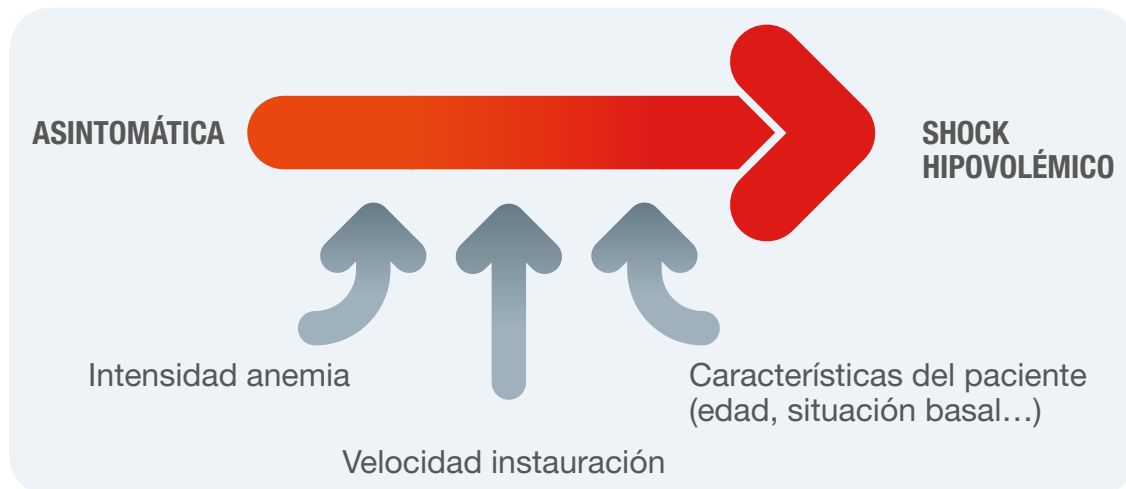 ASINTOMÁTICA
SHOCK
HIPOVOLÉMICO
Intensidad anemia
Velocidad instauración
Características del paciente
(edad, situación basal…)